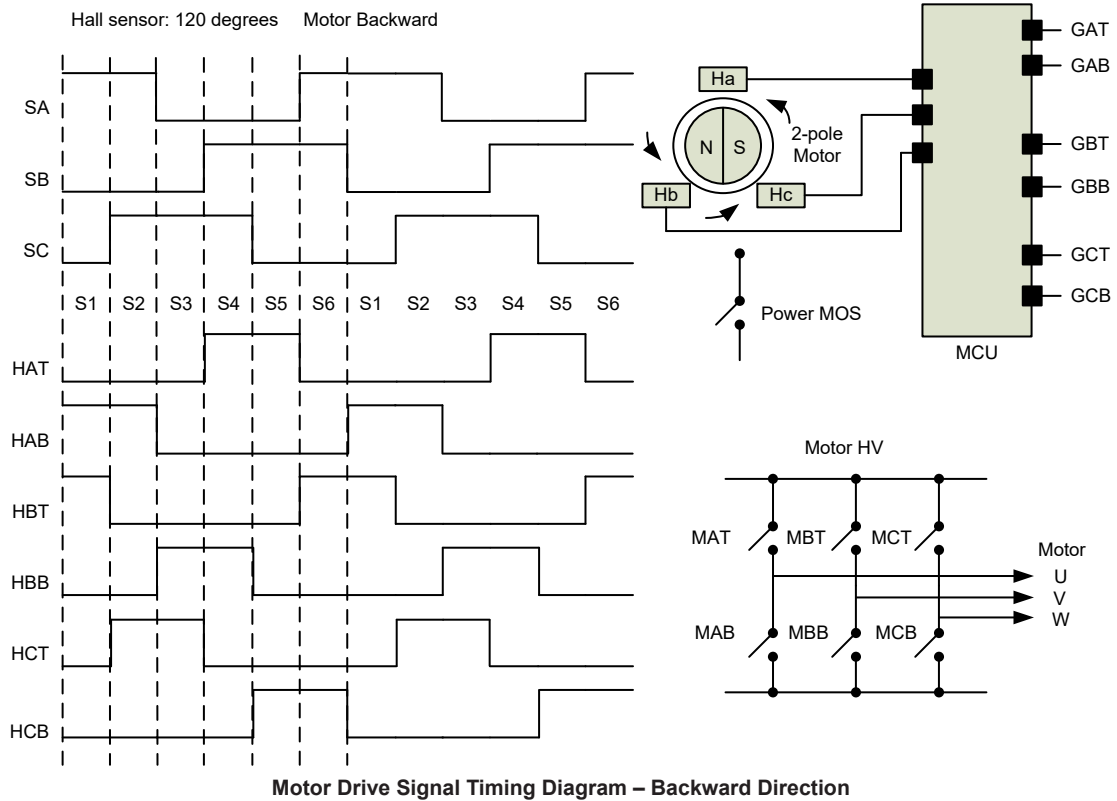 Hall sensor: 120 degrees Motor Backward
SA
SB
SC
S1 S2 S3 S4 S5 S6 S1 S2 S3 S4 S5 S6
HAT
HAB
HBT
HBB
HCT
HCB
Ha
N S
2-pole
Motor
Hb
Hc
Power MOS
GAT
GAB
GBT
GBB
GCT
GCB
MCU
Motor HV
MAT MBT MCT
Motor
U
V
W
MAB MBB MCB
Motor Drive Signal Timing Diagram – Backward Direction